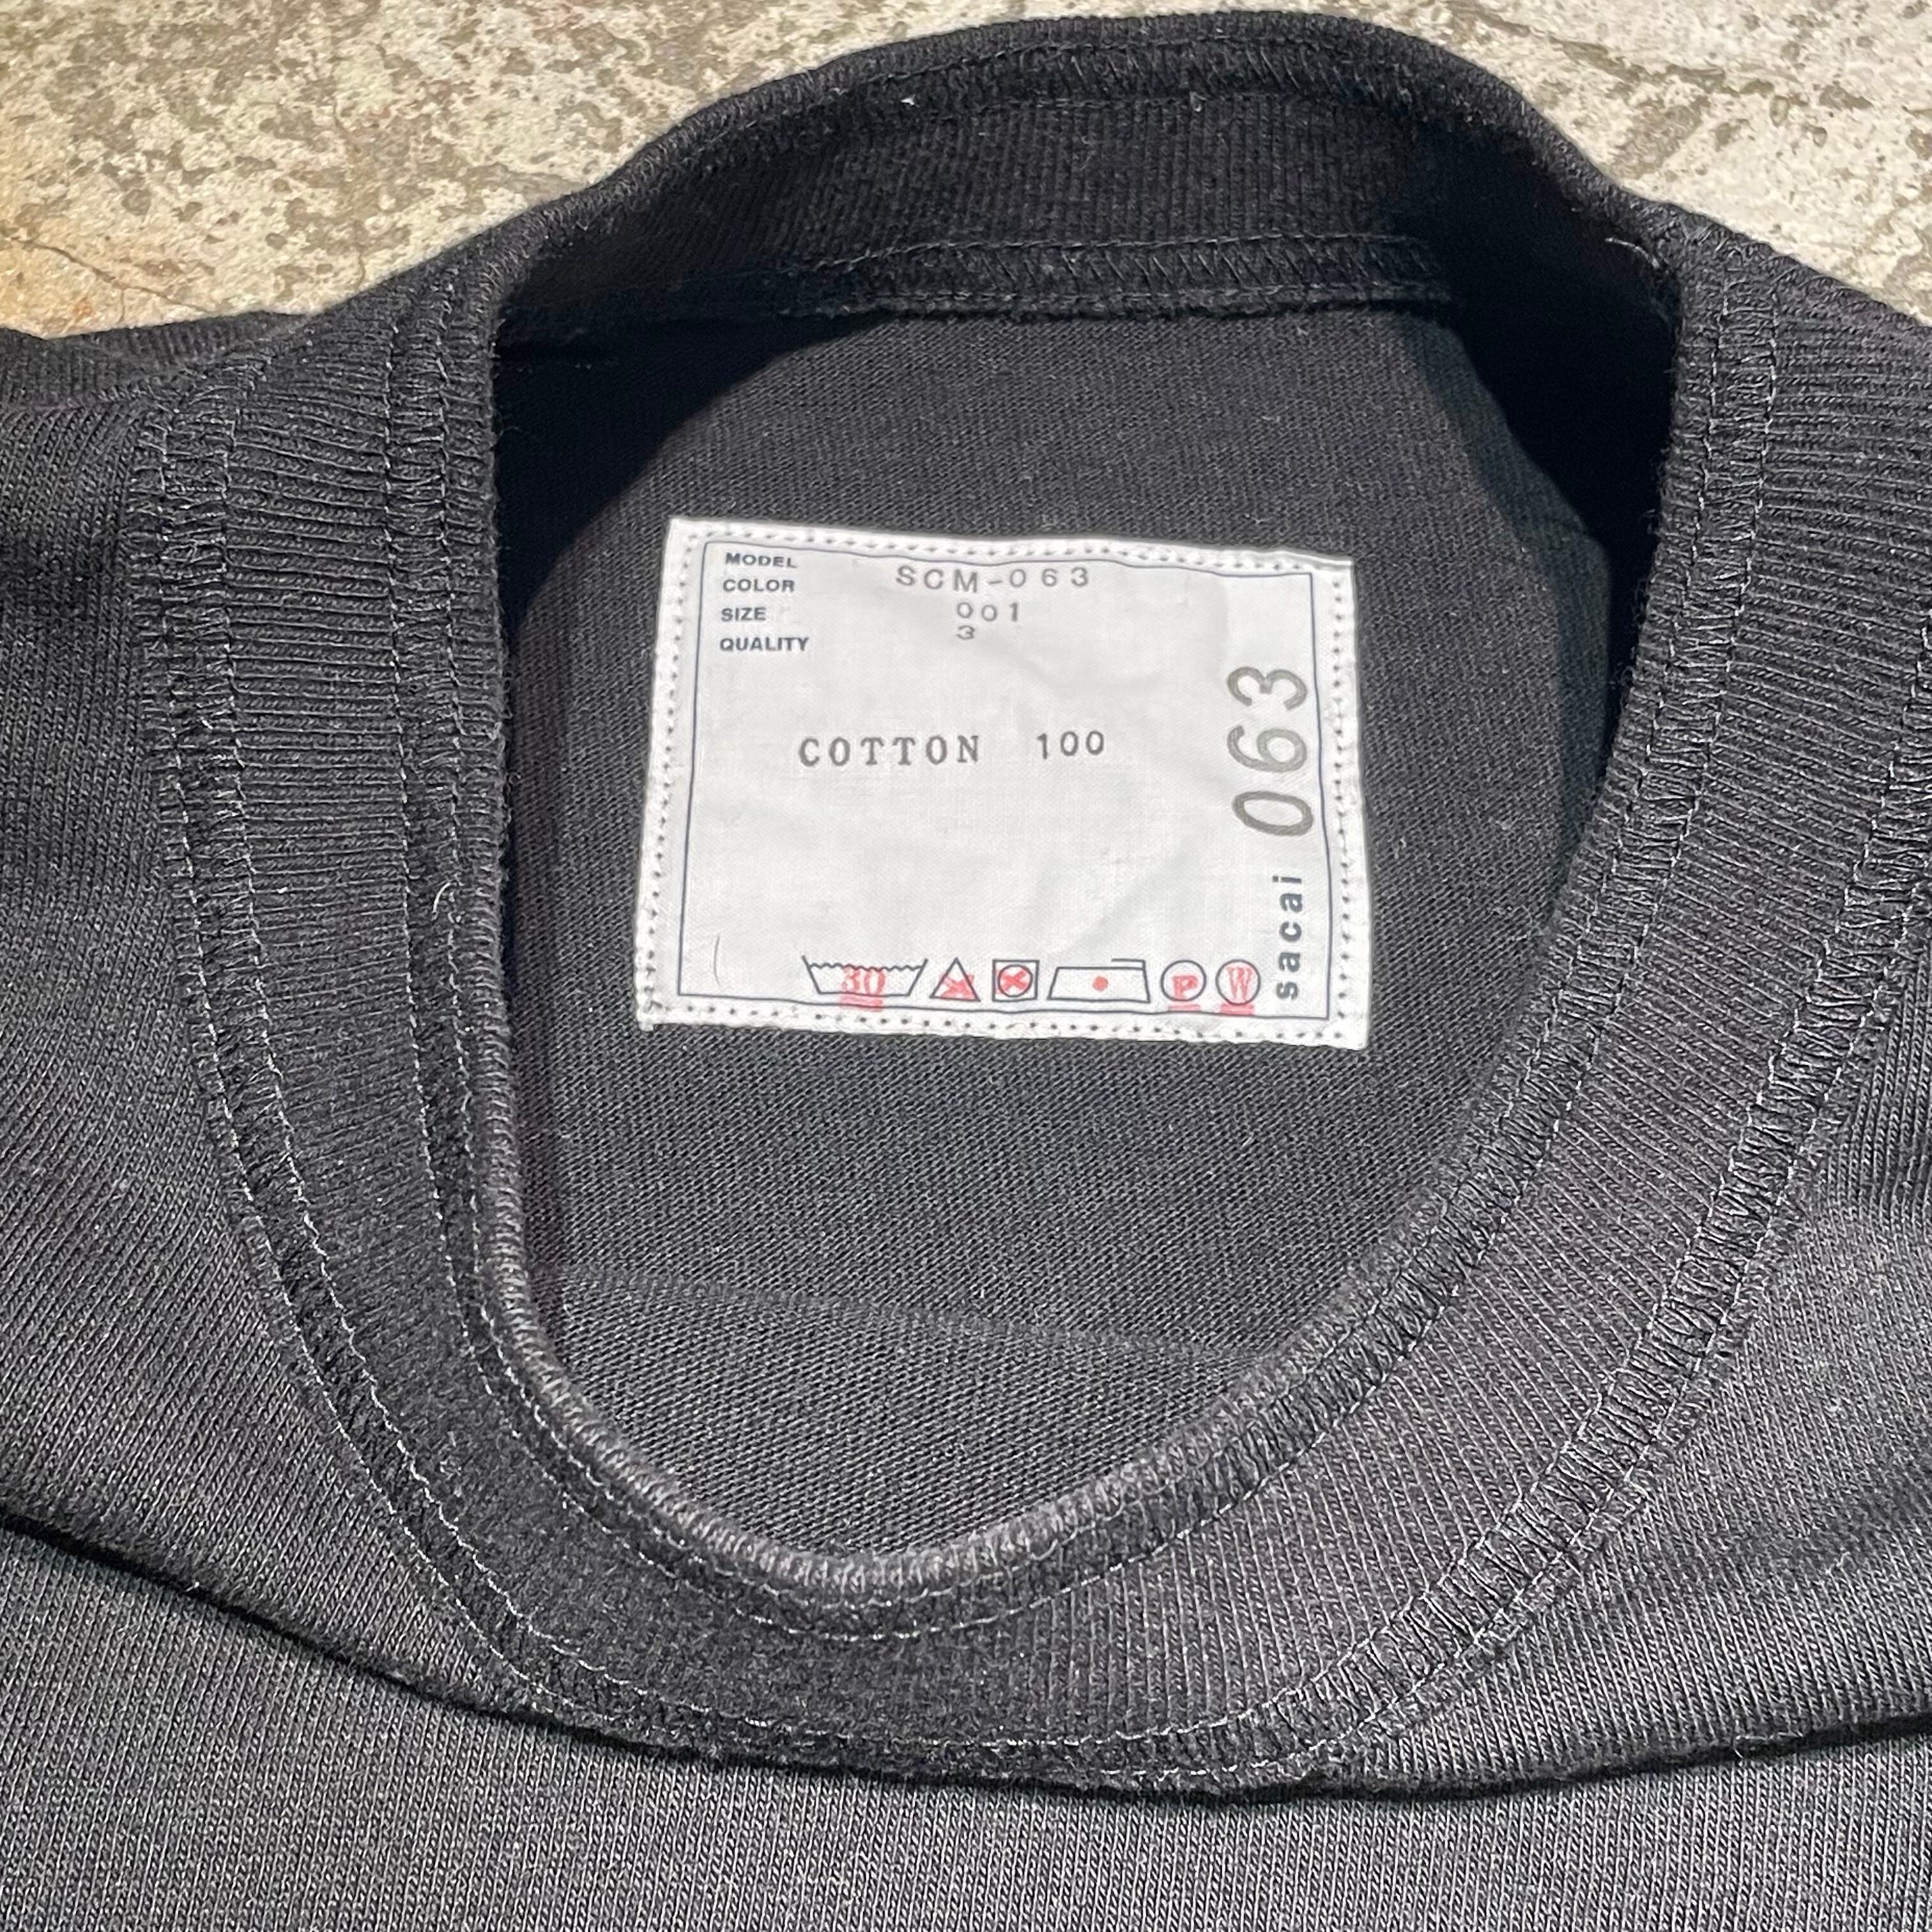 MODEL SCM-063
COLOR 001
SIZE 3
QUALITY
COTTON 100
sacai 063
30
P W